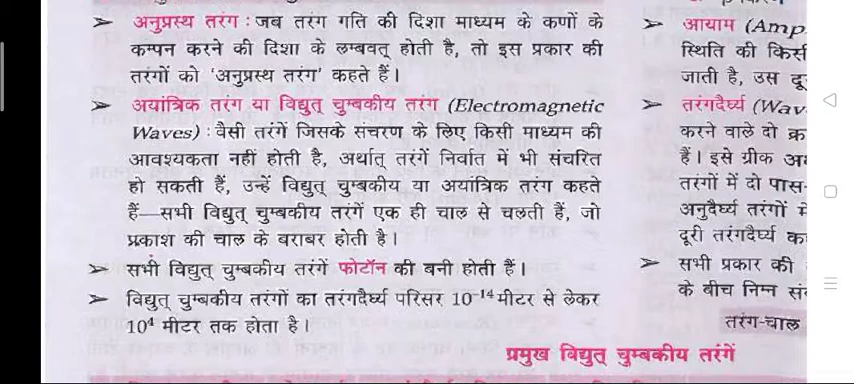 ➢ अनुप्रस्थ तरंग : जब तरंग गति की दिशा माध्यम के कणों के
कम्पन करने की दिशा के लम्बवत् होती है, तो इस प्रकार की
तरंगों को 'अनुप्रस्थ तरंग' कहते हैं।
➢ अयांत्रिक तरंग या विद्युत् चुम्बकीय तरंग (Electromagnetic
Waves) : वैसी तरंगें जिसके संचरण के लिए किसी माध्यम की
आवश्यकता नहीं होती है, अर्थात् तरंगें निर्वात में भी संचरित
हो सकती हैं, उन्हें विद्युत् चुम्बकीय या अयांत्रिक तरंग कहते
हैं—सभी विद्युत् चुम्बकीय तरंगें एक ही चाल से चलती हैं, जो
प्रकाश की चाल के बराबर होती है।
➢ सभी विद्युत् चुम्बकीय तरंगें फोटॉन की बनी होती हैं।
➢ विद्युत् चुम्बकीय तरंगों का तरंगदैर्घ्य परिसर 10⁻¹⁴ मीटर से लेकर
10⁴ मीटर तक होता है।
➢ आयाम (Amp
स्थिति की किसी
जाती है, उस दू
➢ तरंगदैर्घ्य (Wav
करने वाले दो क्र
हैं। इसे ग्रीक अ
तरंगों में दो पास-
अनुदैर्घ्य तरंगों में
दूरी तरंगदैर्घ्य क
➢ सभी प्रकार की
के बीच निम्न सं
तरंग-चाल
प्रमुख विद्युत् चुम्बकीय तरंगें